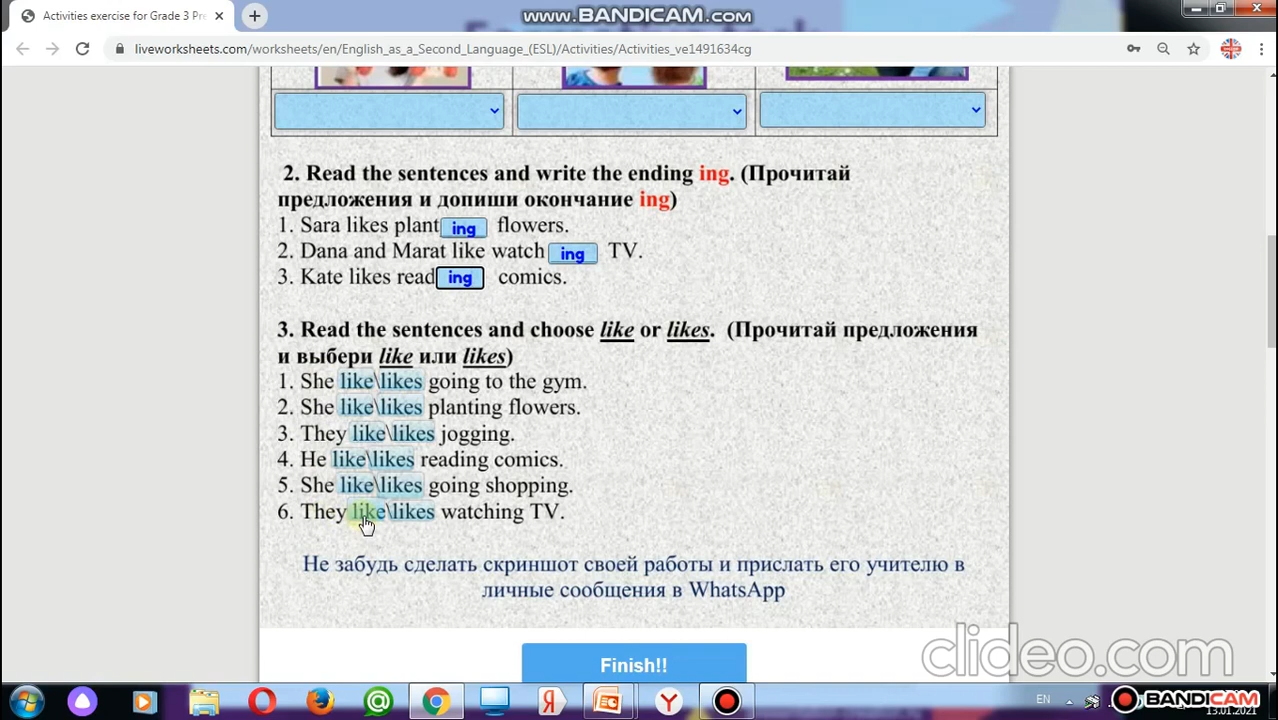 Activities exercise for Grade 3 Pre
www.BANDICAM.com
liveworksheets.com/worksheets/en/English_as_a_Second_Language_(ESL)/Activities/Activities_ve1491634cg
2. Read the sentences and write the ending ing. (Прочитай
предложения и допиши окончание ing)
1. Sara likes plant ing flowers.
2. Dana and Marat like watch ing TV.
3. Kate likes read ing comics.
3. Read the sentences and choose like or likes. (Прочитай предложения
и выбери like или likes)
1. She like\likes going to the gym.
2. She like\likes planting flowers.
3. They like\likes jogging.
4. He like\likes reading comics.
5. She like\likes going shopping.
6. They like\likes watching TV.
Не забудь сделать скриншот своей работы и прислать его учителю в
личные сообщения в WhatsApp
Finish!!
clideo.com
EN
BANDICAM
13.01.2021